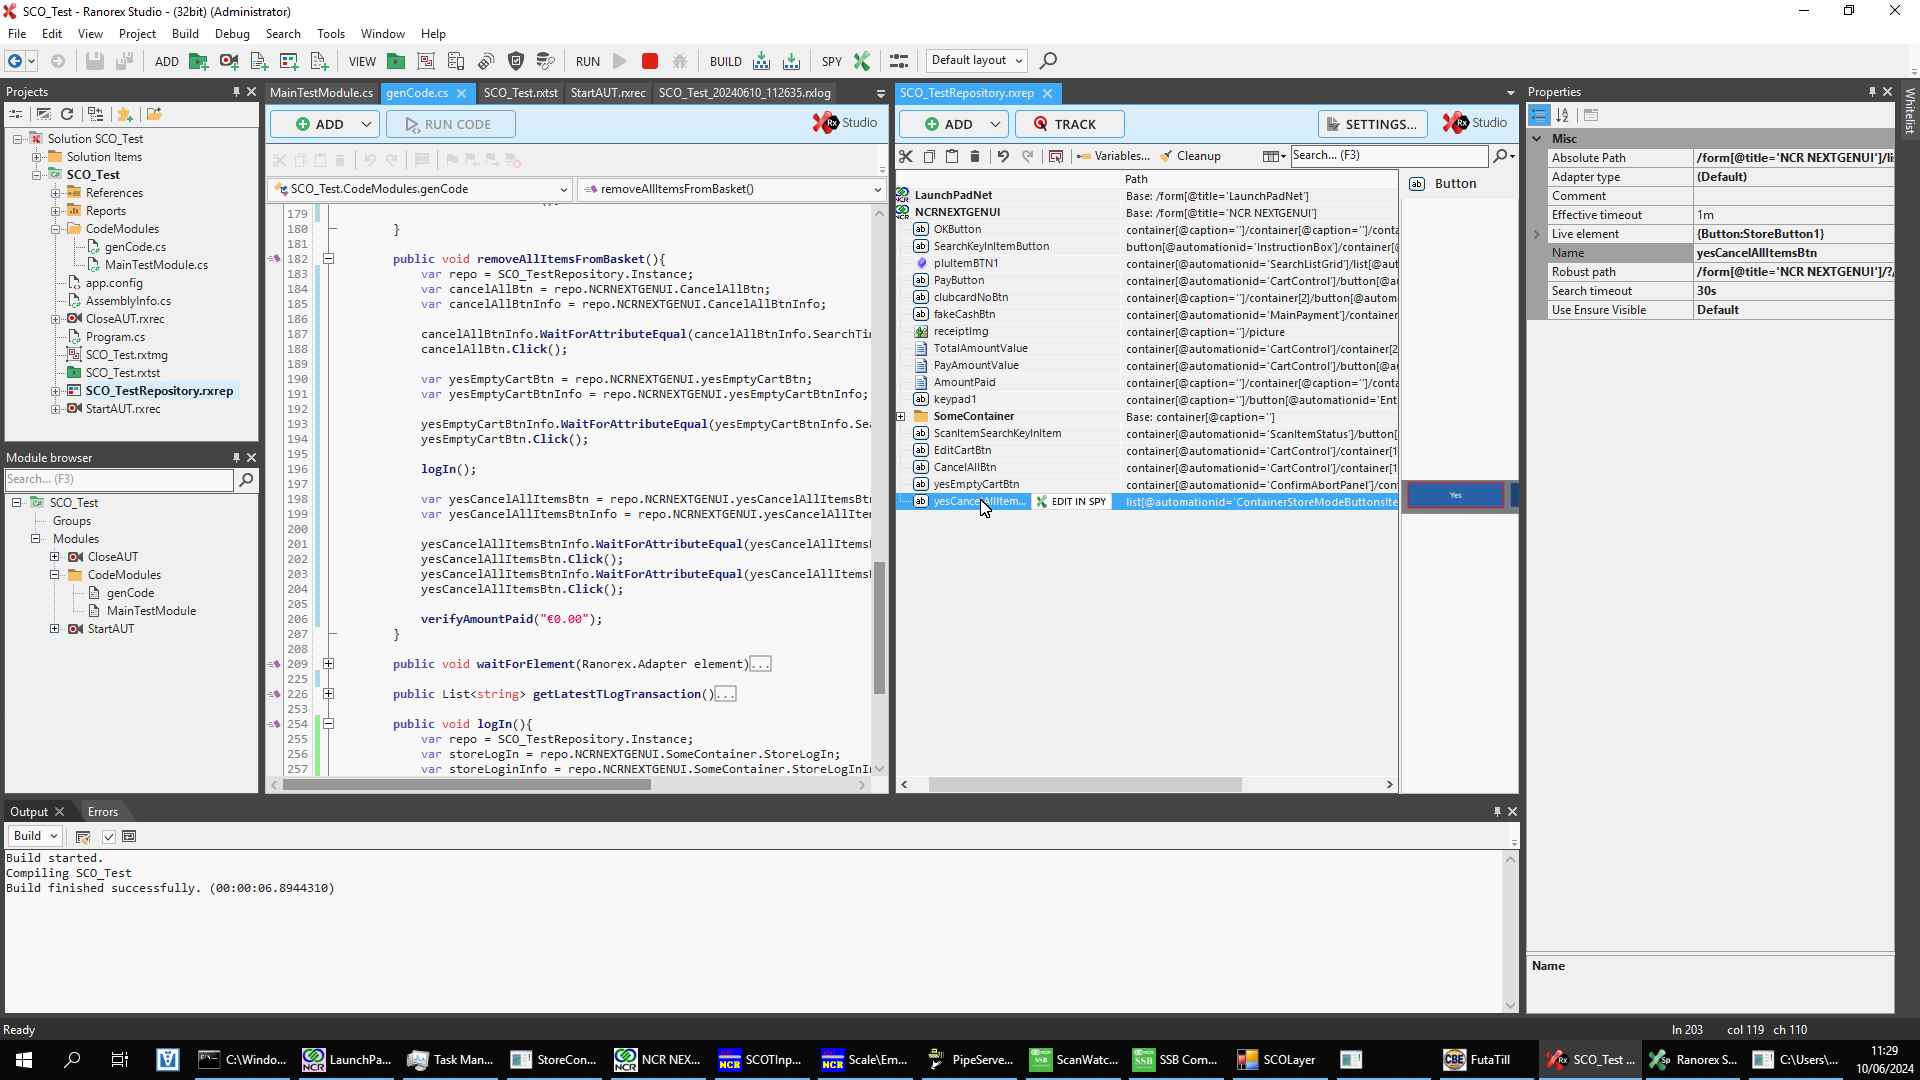 SCO_Test - Ranorex Studio - (32bit) (Administrator)
File Edit View Project Build Debug Search Tools Window Help
ADD VIEW RUN BUILD SPY Default layout
Projects
Solution SCO_Test
Solution Items
SCO_Test
References
Reports
CodeModules
genCode.cs
MainTestModule.cs
app.config
AssemblyInfo.cs
CloseAUT.rxrec
Program.cs
SCO_Test.rxtmg
SCO_Test.rxtst
SCO_TestRepository.rxrep
StartAUT.rxrec
Module browser
Search... (F3)
SCO_Test
Groups
Modules
CloseAUT
CodeModules
genCode
MainTestModule
StartAUT
MainTestModule.cs genCode.cs SCO_Test.rxtst StartAUT.rxrec SCO_Test_20240610_112635.rxlog
ADD RUN CODE Studio
SCO_Test.CodeModules.genCode removeAllItemsFromBasket()
179
180 }
181
182 public void removeAllItemsFromBasket(){
183 var repo = SCO_TestRepository.Instance;
184 var cancelAllBtn = repo.NCRNEXTGENUI.CancelAllBtn;
185 var cancelAllBtnInfo = repo.NCRNEXTGENUI.CancelAllBtnInfo;
186
187 cancelAllBtnInfo.WaitForAttributeEqual(cancelAllBtnInfo.SearchTi
188 cancelAllBtn.Click();
189
190 var yesEmptyCartBtn = repo.NCRNEXTGENUI.yesEmptyCartBtn;
191 var yesEmptyCartBtnInfo = repo.NCRNEXTGENUI.yesEmptyCartBtnInfo;
192
193 yesEmptyCartBtnInfo.WaitForAttributeEqual(yesEmptyCartBtnInfo.Sea
194 yesEmptyCartBtn.Click();
195
196 logIn();
197
198 var yesCancelAllItemsBtn = repo.NCRNEXTGENUI.yesCancelAllItemsBt
199 var yesCancelAllItemsBtnInfo = repo.NCRNEXTGENUI.yesCancelAllItem
200
201 yesCancelAllItemsBtnInfo.WaitForAttributeEqual(yesCancelAllItems
202 yesCancelAllItemsBtn.Click();
203 yesCancelAllItemsBtnInfo.WaitForAttributeEqual(yesCancelAllItems
204 yesCancelAllItemsBtn.Click();
205
206 verifyAmountPaid("€0.00");
207 }
208
209 public void waitForElement(Ranorex.Adapter element)...
225
226 public List<string> getLatestTLogTransaction()...
253
254 public void logIn(){
255 var repo = SCO_TestRepository.Instance;
256 var storeLogIn = repo.NCRNEXTGENUI.SomeContainer.StoreLogIn;
257 var storeLoginInfo = repo.NCRNEXTGENUI.SomeContainer.StoreLogInI
SCO_TestRepository.rxrep
ADD TRACK SETTINGS... Studio
Variables... Cleanup Search... (F3)
Path
LaunchPadNet Base: /form[@title='LaunchPadNet']
NCRNEXTGENUI Base: /form[@title='NCR NEXTGENUI']
OKButton container[@caption='']/container[@caption='']/conta
SearchKeyInItemButton button[@automationid='InstructionBox']/container[@
pluItemBTN1 container[@automationid='SearchListGrid']/list[@aut
PayButton container[@automationid='CartControl']/button[@au
clubcardNoBtn container[@caption='']/container[2]/button[@autom
fakeCashBtn container[@automationid='MainPayment']/container
receiptImg container[@caption='']/picture
TotalAmountValue container[@automationid='CartControl']/container[2
PayAmountValue container[@automationid='CartControl']/button[@au
AmountPaid container[@caption='']/container[@caption='']/conta
keypad1 container[@caption='']/button[@automationid='Ent
SomeContainer Base: container[@caption='']
ScanItemSearchKeyInItem container[@automationid='ScanItemStatus']/button[
EditCartBtn container[@automationid='CartControl']/container[1
CancelAllBtn container[@automationid='CartControl']/container[1
yesEmptyCartBtn container[@automationid='ConfirmAbortPanel']/cont
yesCancelAllItem... EDIT IN SPY list[@automationid='ContainerStoreModeButtonsIte
Button
Yes
Properties
Misc
Absolute Path /form[@title='NCR NEXTGENUI']/li
Adapter type (Default)
Comment
Effective timeout 1m
Live element {Button:StoreButton1}
Name yesCancelAllItemsBtn
Robust path /form[@title='NCR NEXTGENUI']/?/
Search timeout 30s
Use Ensure Visible Default
Name
Whitelist
Output Errors
Build
Build started.
Compiling SCO_Test
Build finished successfully. (00:00:06.8944310)
Ready ln 203 col 119 ch 110
C:\Windo... LaunchPa... Task Man... StoreCon... NCR NEX... SCOTInp... Scale\Em... PipeServe... ScanWatc... SSB Com... SCOLayer FutaTill SCO_Test ... Ranorex S... C:\Users\...
11:29
10/06/2024